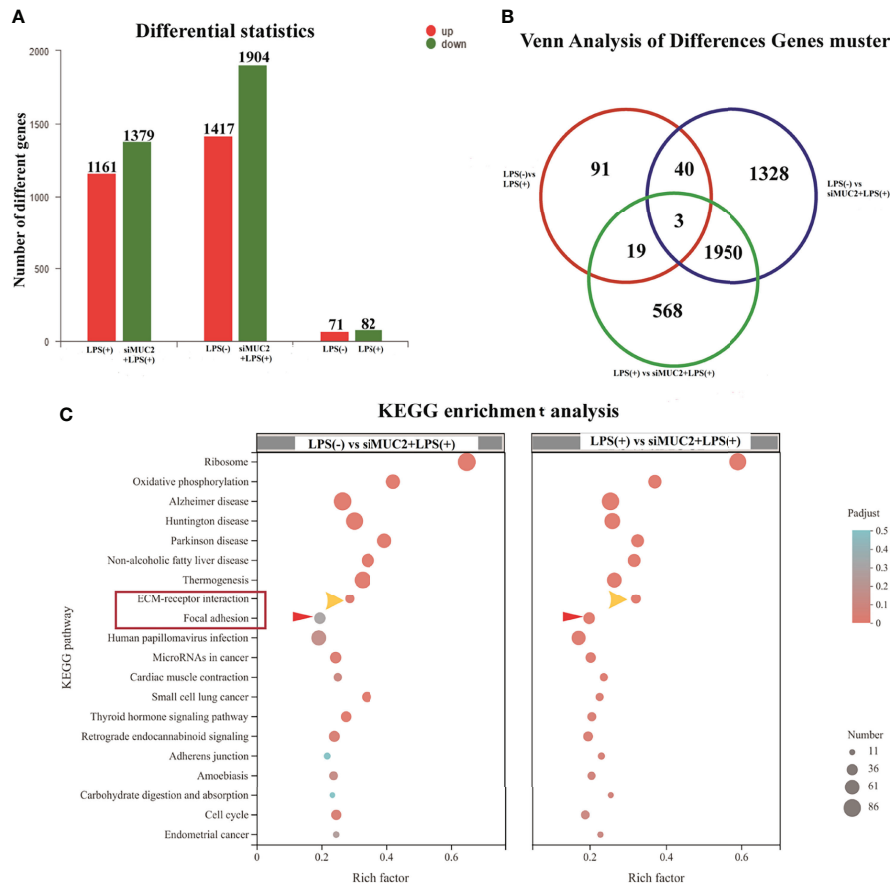 A
Differential statistics
up
down
Number of different genes
2000
1500
1000
500
0
1161
1379
1417
1904
71
82
LPS(+)
siMUC2
+LPS(+)
LPS(-)
siMUC2
+LPS(+)
LPS(-)
LPS(+)
B
Venn Analysis of Differences Genes muster
LPS(-)vs
LPS(+)
91
40
1328
LPS(-) vs
siMUC2+LPS(+)
3
19
1950
568
LPS(+) vs siMUC2+LPS(+)
C
KEGG enrichment analysis
LPS(-) vs siMUC2+LPS(+)
LPS(+) vs siMUC2+LPS(+)
KEGG pathway
Ribosome
Oxidative phosphorylation
Alzheimer disease
Huntington disease
Parkinson disease
Non-alcoholic fatty liver disease
Thermogenesis
ECM-receptor interaction
Focal adhesion
Human papillomavirus infection
MicroRNAs in cancer
Cardiac muscle contraction
Small cell lung cancer
Thyroid hormone signaling pathway
Retrograde endocannabinoid signaling
Adherens junction
Amoebiasis
Carbohydrate digestion and absorption
Cell cycle
Endometrial cancer
0 0.2 0.4 0.6
Rich factor
0.2 0.4 0.6
Rich factor
Padjust
0.5
0.4
0.3
0.2
0.1
0
Number
11
36
61
86